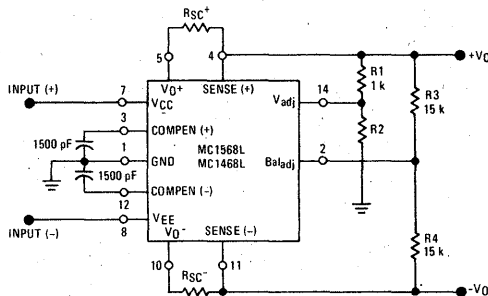 RSC+
5
4
+VO
INPUT (+)
7
VO+
SENSE (+)
VCC
Vadj
14
R1
1 k
R3
15 k
3
COMPEN (+)
1500 pF
R2
1
GND
MC1568L
MC1468L
Baladj
2
1500 pF
COMPEN (-)
12
INPUT (-)
8
VEE
VO-
SENSE (-)
R4
15 k
10
11
RSC-
-VO